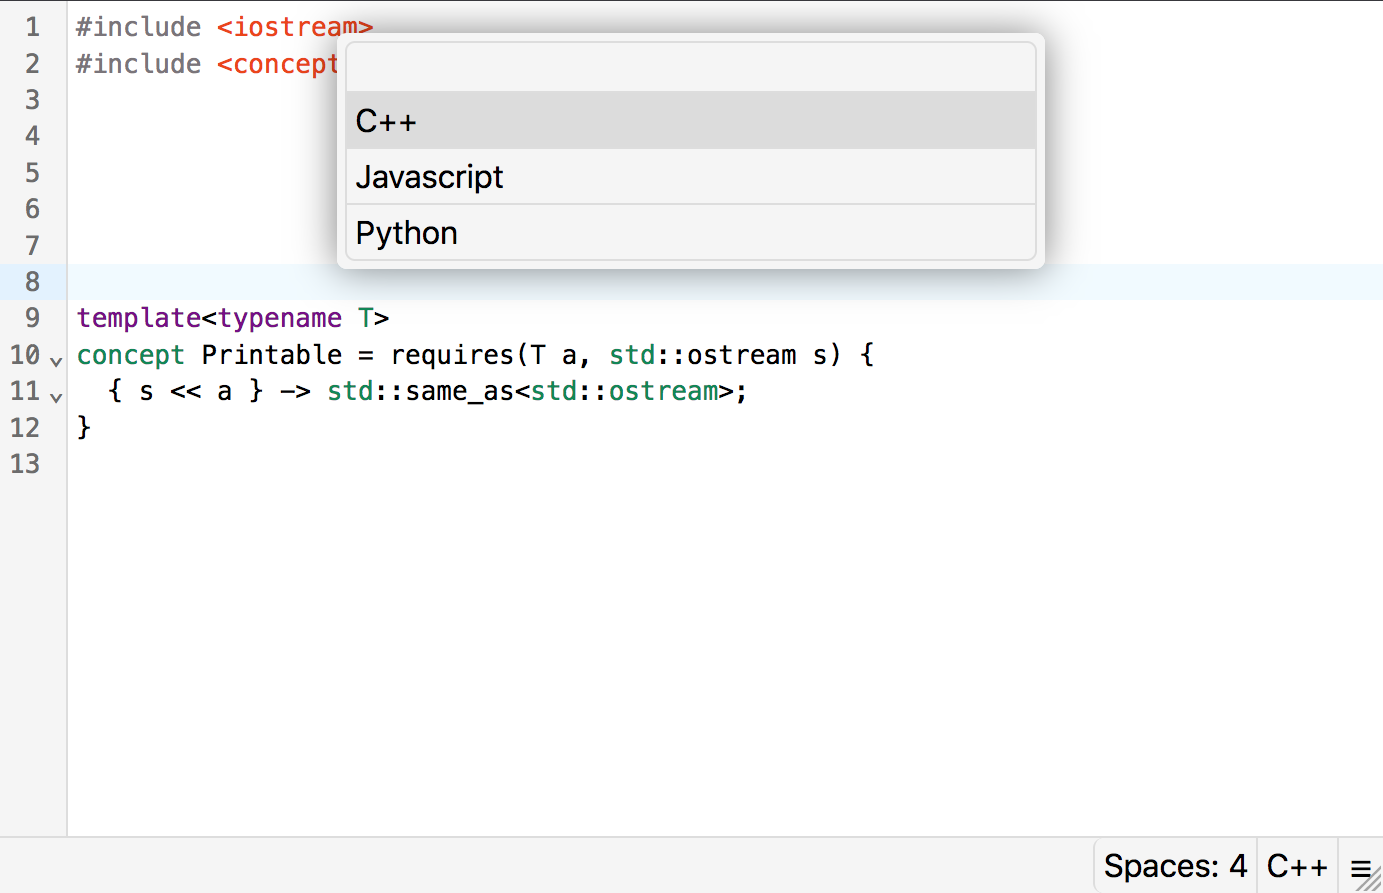 1 #include <iostream>
2 #include <concept
3
4
5
6
7
8
C++
Javascript
Python
9 template<typename T>
10 concept Printable = requires(T a, std::ostream s) {
11 { s << a } -> std::same_as<std::ostream>;
12 }
13
Spaces: 4 C++